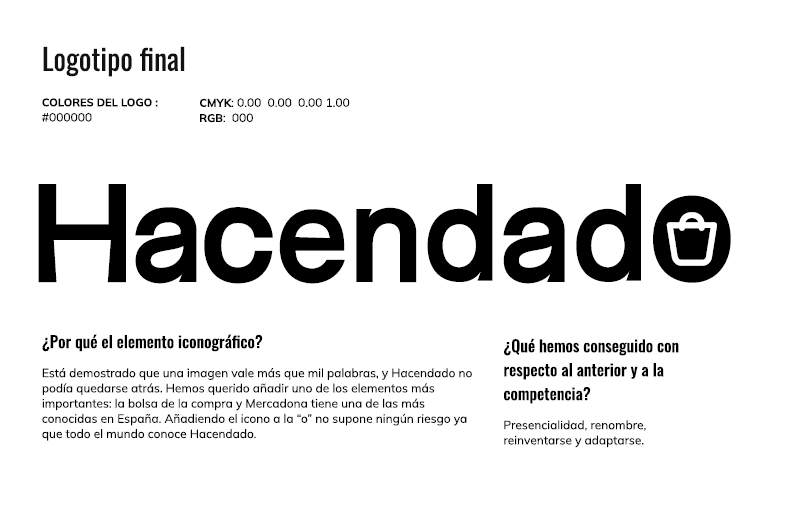 Logotipo final
COLORES DEL LOGO :
#000000
CMYK: 0.00 0.00 0.00 1.00
RGB: 000
Hacendado
¿Por qué el elemento iconográfico?
Está demostrado que una imagen vale más que mil palabras, y Hacendado no
podía quedarse atrás. Hemos querido añadir uno de los elementos más
importantes: la bolsa de la compra y Mercadona tiene una de las más
conocidas en España. Añadiendo el icono a la “o” no supone ningún riesgo ya
que todo el mundo conoce Hacendado.
¿Qué hemos conseguido con
respecto al anterior y a la
competencia?
Presencialidad, renombre,
reinventarse y adaptarse.